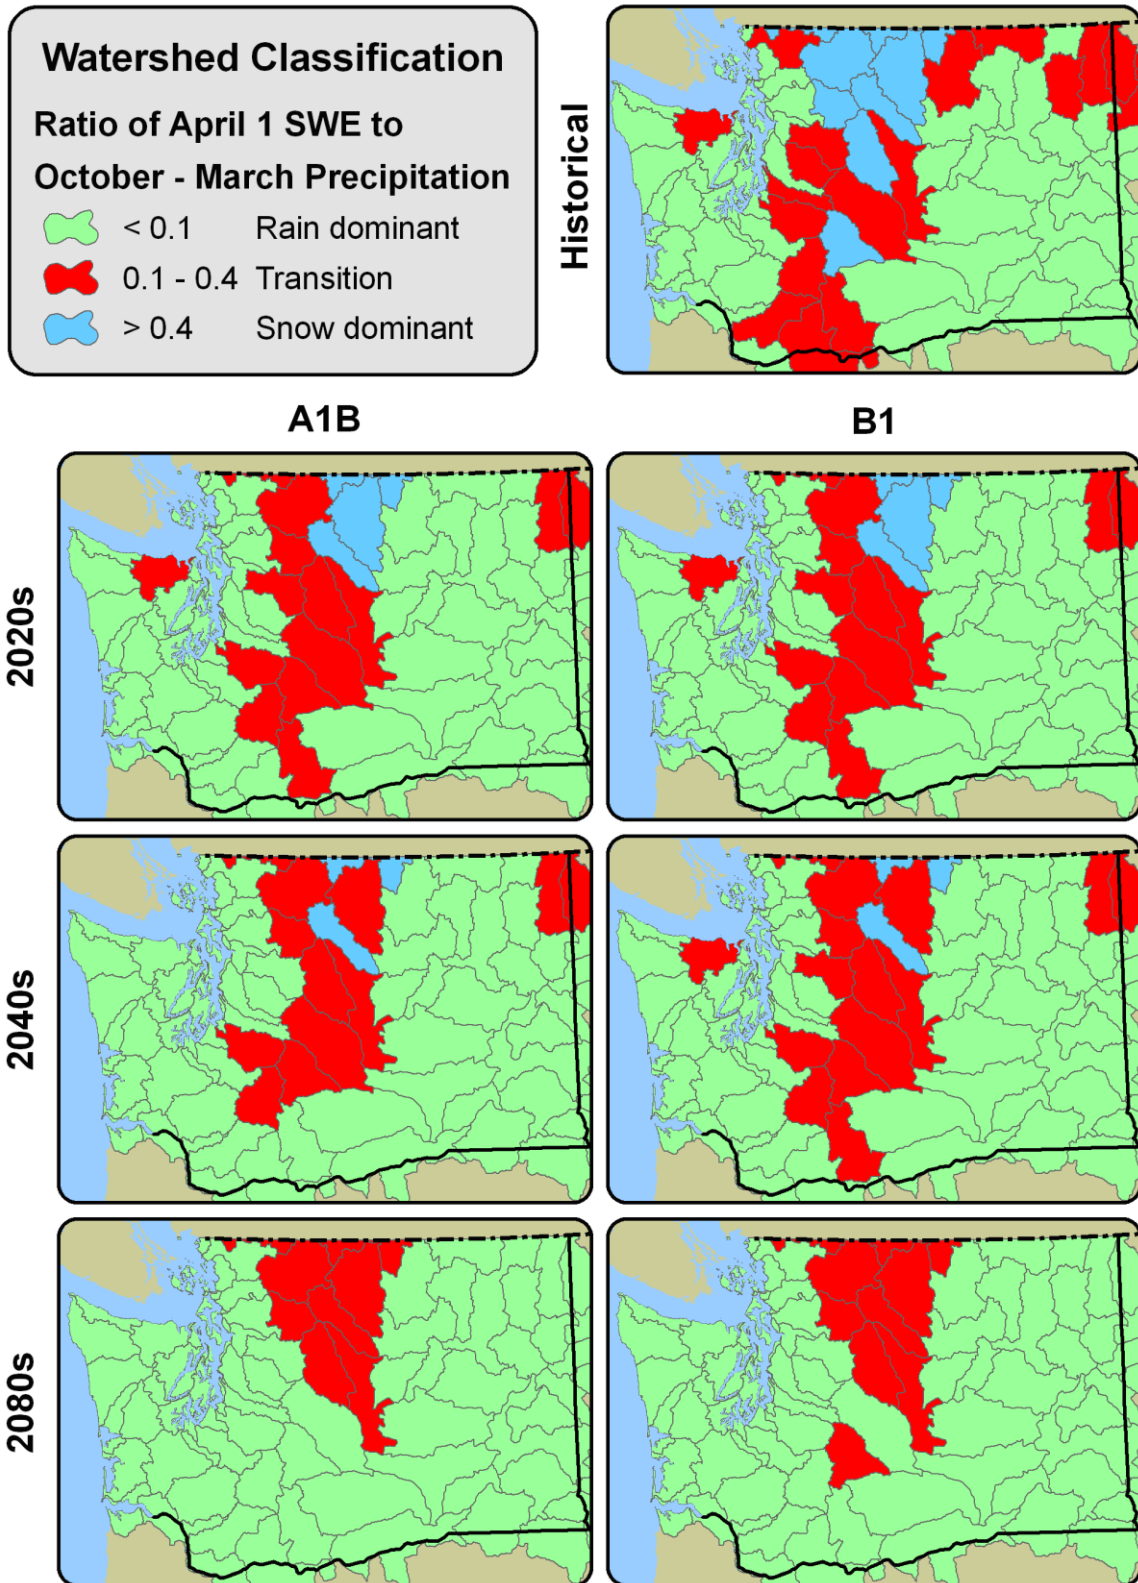 Watershed Classification
Ratio of April 1 SWE to
October - March Precipitation
< 0.1 Rain dominant
0.1 - 0.4 Transition
> 0.4 Snow dominant
Historical
A1B
B1
2020s
2040s
2080s